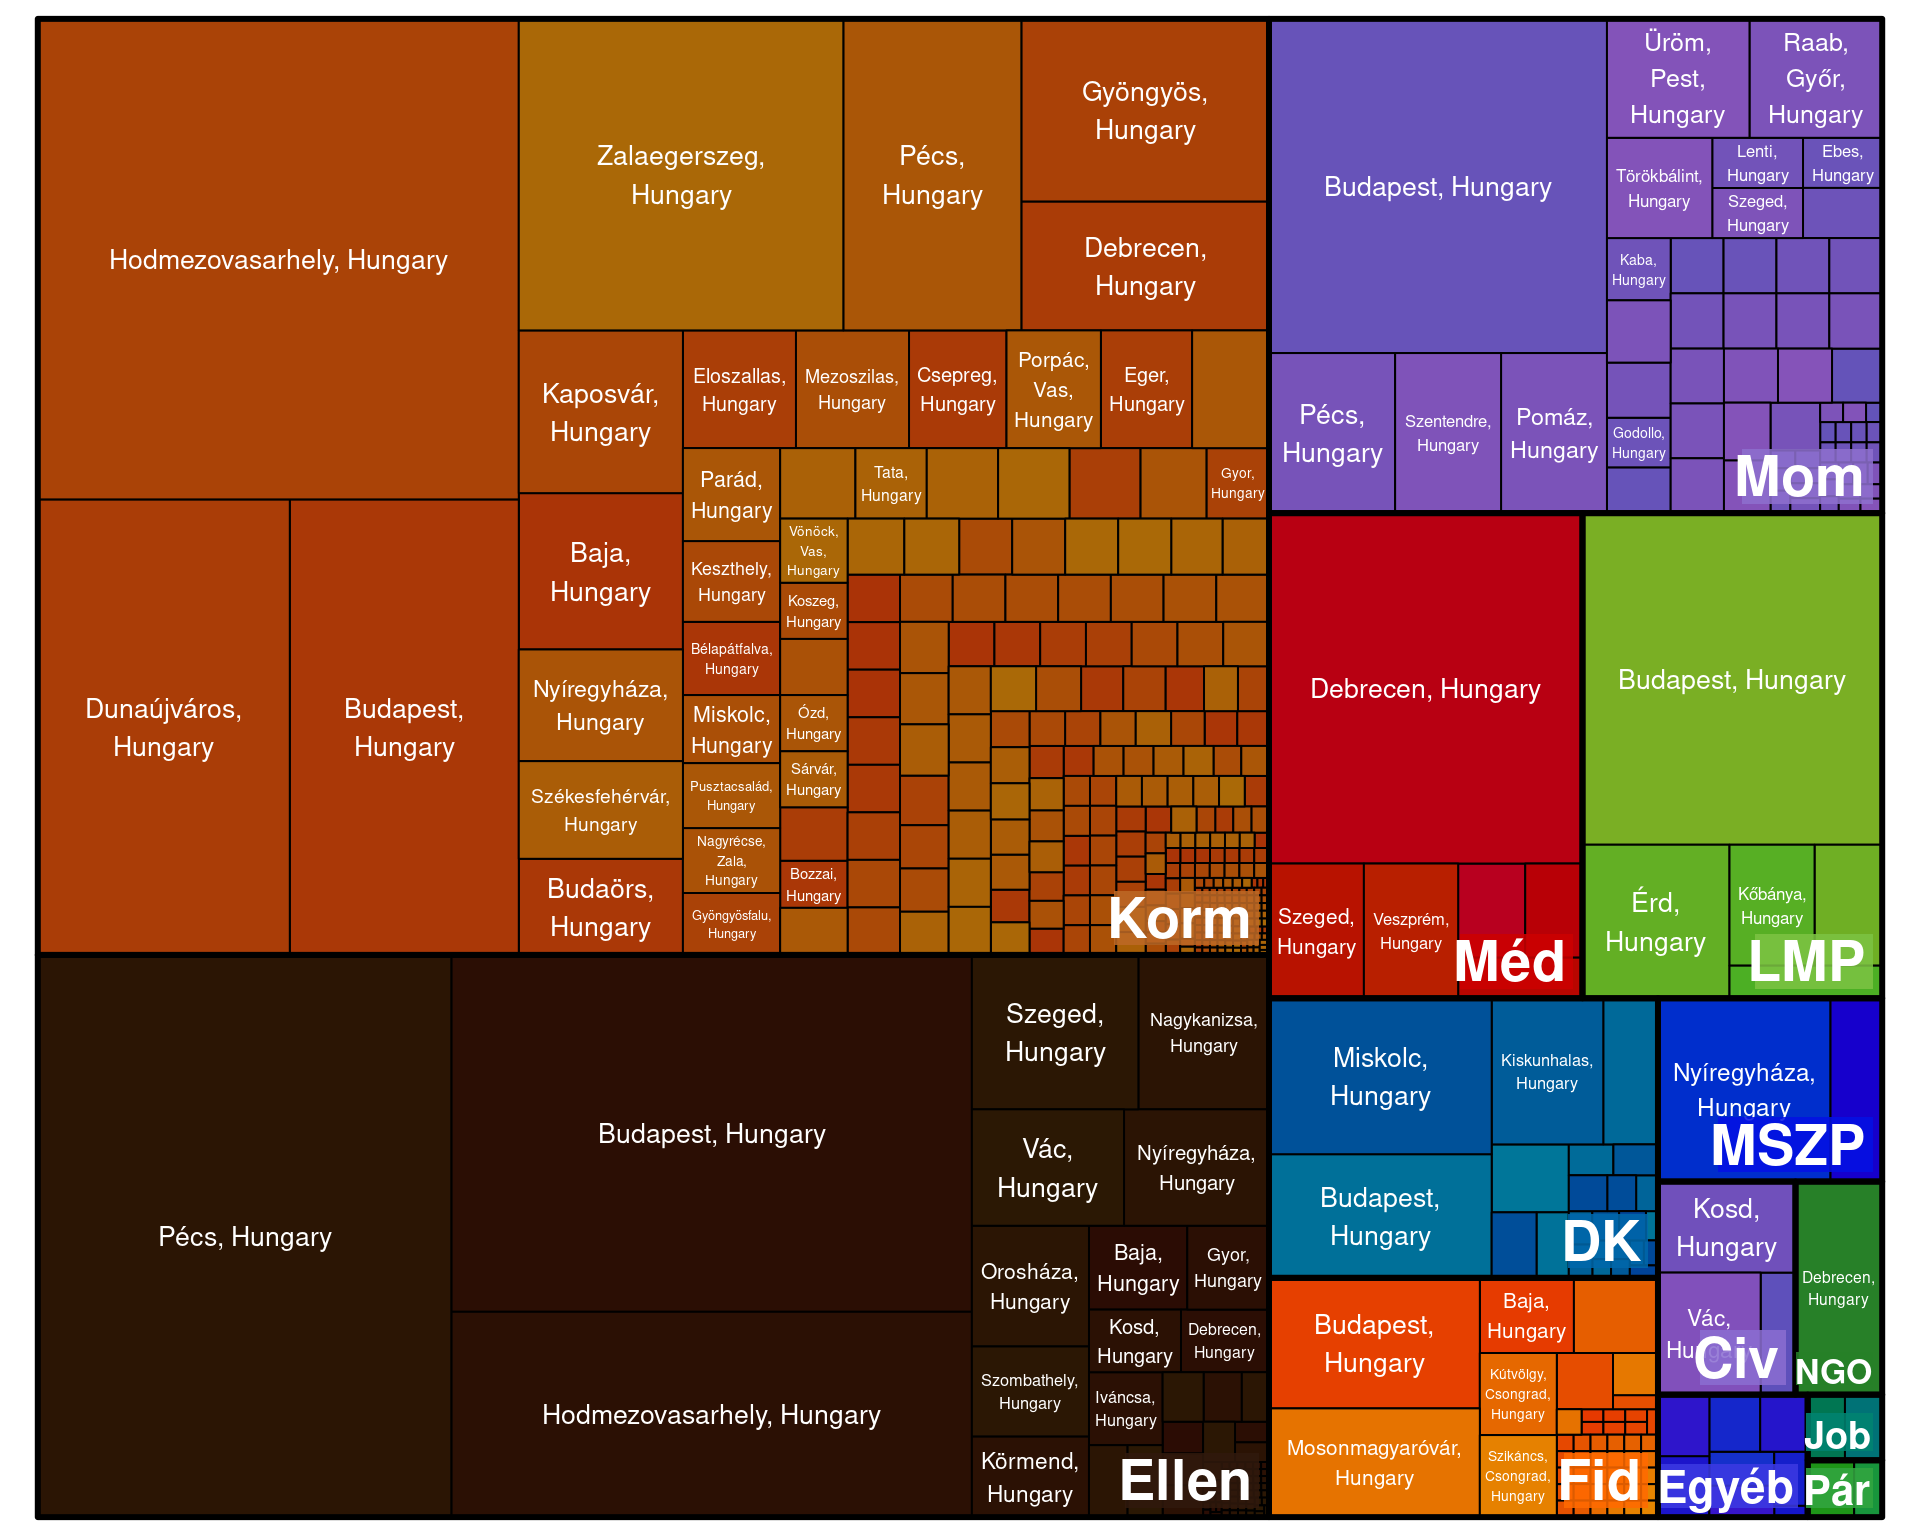 Hodmezovasarhely, Hungary
Zalaegerszeg,
Hungary
Pécs,
Hungary
Gyöngyös,
Hungary
Debrecen,
Hungary
Dunaújváros,
Hungary
Budapest,
Hungary
Kaposvár,
Hungary
Baja,
Hungary
Nyíregyháza,
Hungary
Székesfehérvár,
Hungary
Budaörs,
Hungary
Eloszallas,
Hungary
Mezoszilas,
Hungary
Csepreg,
Hungary
Porpác,
Vas,
Hungary
Eger,
Hungary
Parád,
Hungary
Keszthely,
Hungary
Bélapátfalva,
Hungary
Miskolc,
Hungary
Pusztacsalád,
Hungary
Nagyrécse,
Zala,
Hungary
Gyöngyösfalu,
Hungary
Tata,
Hungary
Gyor,
Hungary
Vönöck,
Vas,
Hungary
Koszeg,
Hungary
Ózd,
Hungary
Sárvár,
Hungary
Bozzai,
Hungary
Korm
Budapest, Hungary
Üröm,
Pest,
Hungary
Raab,
Győr,
Hungary
Törökbálint,
Hungary
Lenti,
Hungary
Ebes,
Hungary
Szeged,
Hungary
Kaba,
Hungary
Godollo,
Hungary
Pécs,
Hungary
Szentendre,
Hungary
Pomáz,
Hungary
Mom
Debrecen, Hungary
Szeged,
Hungary
Veszprém,
Hungary
Méd
Budapest, Hungary
Érd,
Hungary
Kőbánya,
Hungary
LMP
Pécs, Hungary
Budapest, Hungary
Hodmezovasarhely, Hungary
Szeged,
Hungary
Nagykanizsa,
Hungary
Vác,
Hungary
Nyíregyháza,
Hungary
Orosháza,
Hungary
Szombathely,
Hungary
Körmend,
Hungary
Baja,
Hungary
Gyor,
Hungary
Kosd,
Hungary
Debrecen,
Hungary
Iváncsa,
Hungary
Ellen
Miskolc,
Hungary
Kiskunhalas,
Hungary
Budapest,
Hungary
DK
Nyíregyháza,
Hungary
MSZP
Budapest,
Hungary
Mosonmagyaróvár,
Hungary
Baja,
Hungary
Kútvölgy,
Csongrad,
Hungary
Szikáncs,
Csongrad,
Hungary
Fid
Kosd,
Hungary
Vác,
Hungary
Civ
Debrecen,
Hungary
NGO
Egyéb
Job
Pár